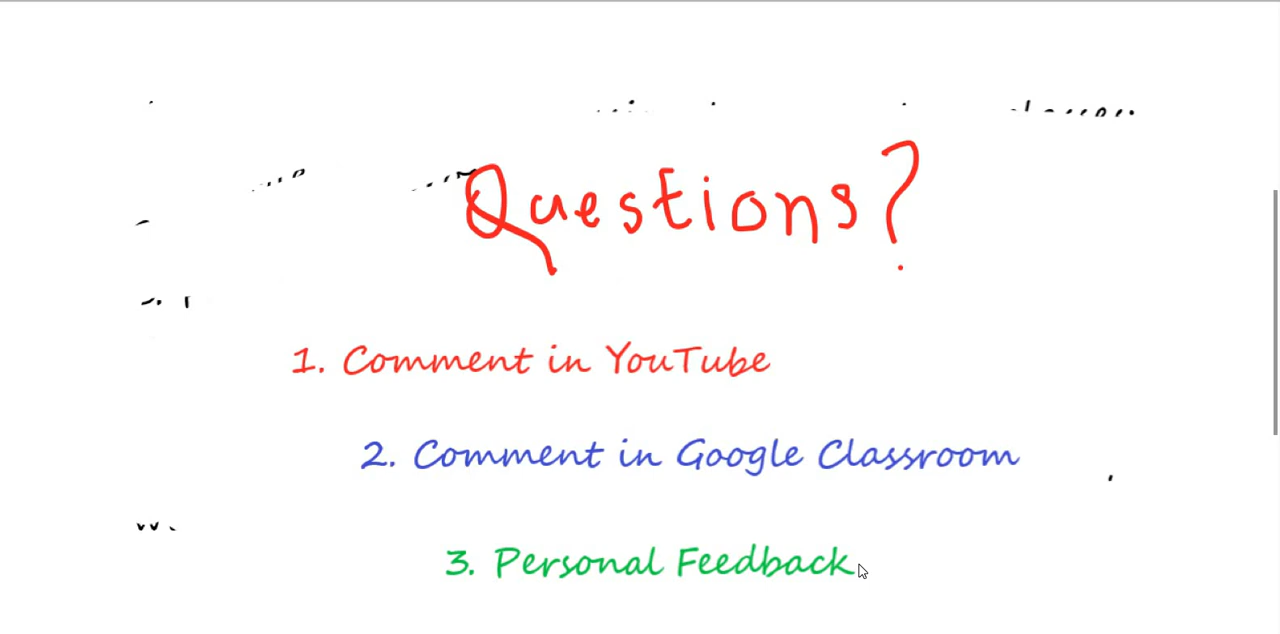 Questions?
1. Comment in YouTube
2. Comment in Google Classroom
3. Personal Feedback